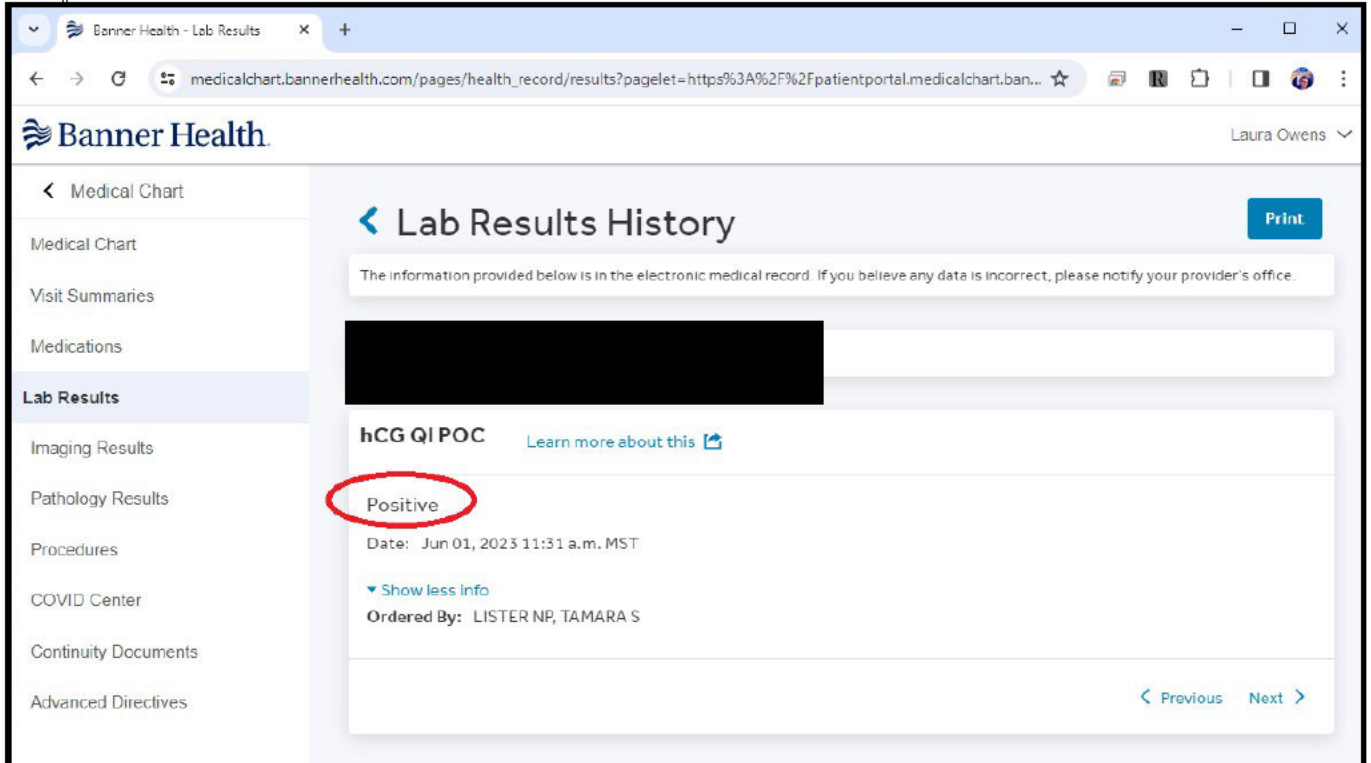 Banner Health - Lab Results
medicalchart.bannerhealth.com/pages/health_record/results?pagelet=https%3A%2F%2Fpatientportal.medicalchart.ban...
Banner Health.
Laura Owens
Medical Chart
Lab Results History
Print
Medical Chart
The information provided below is in the electronic medical record. If you believe any data is incorrect, please notify your provider's office.
Visit Summaries
Medications
Lab Results
hCG Ql POC
Learn more about this
Imaging Results
Pathology Results
Positive
Procedures
Date: Jun 01, 2023 11:31 a.m. MST
COVID Center
Show less info
Ordered By: LISTER NP, TAMARA S
Continuity Documents
Advanced Directives
Previous
Next